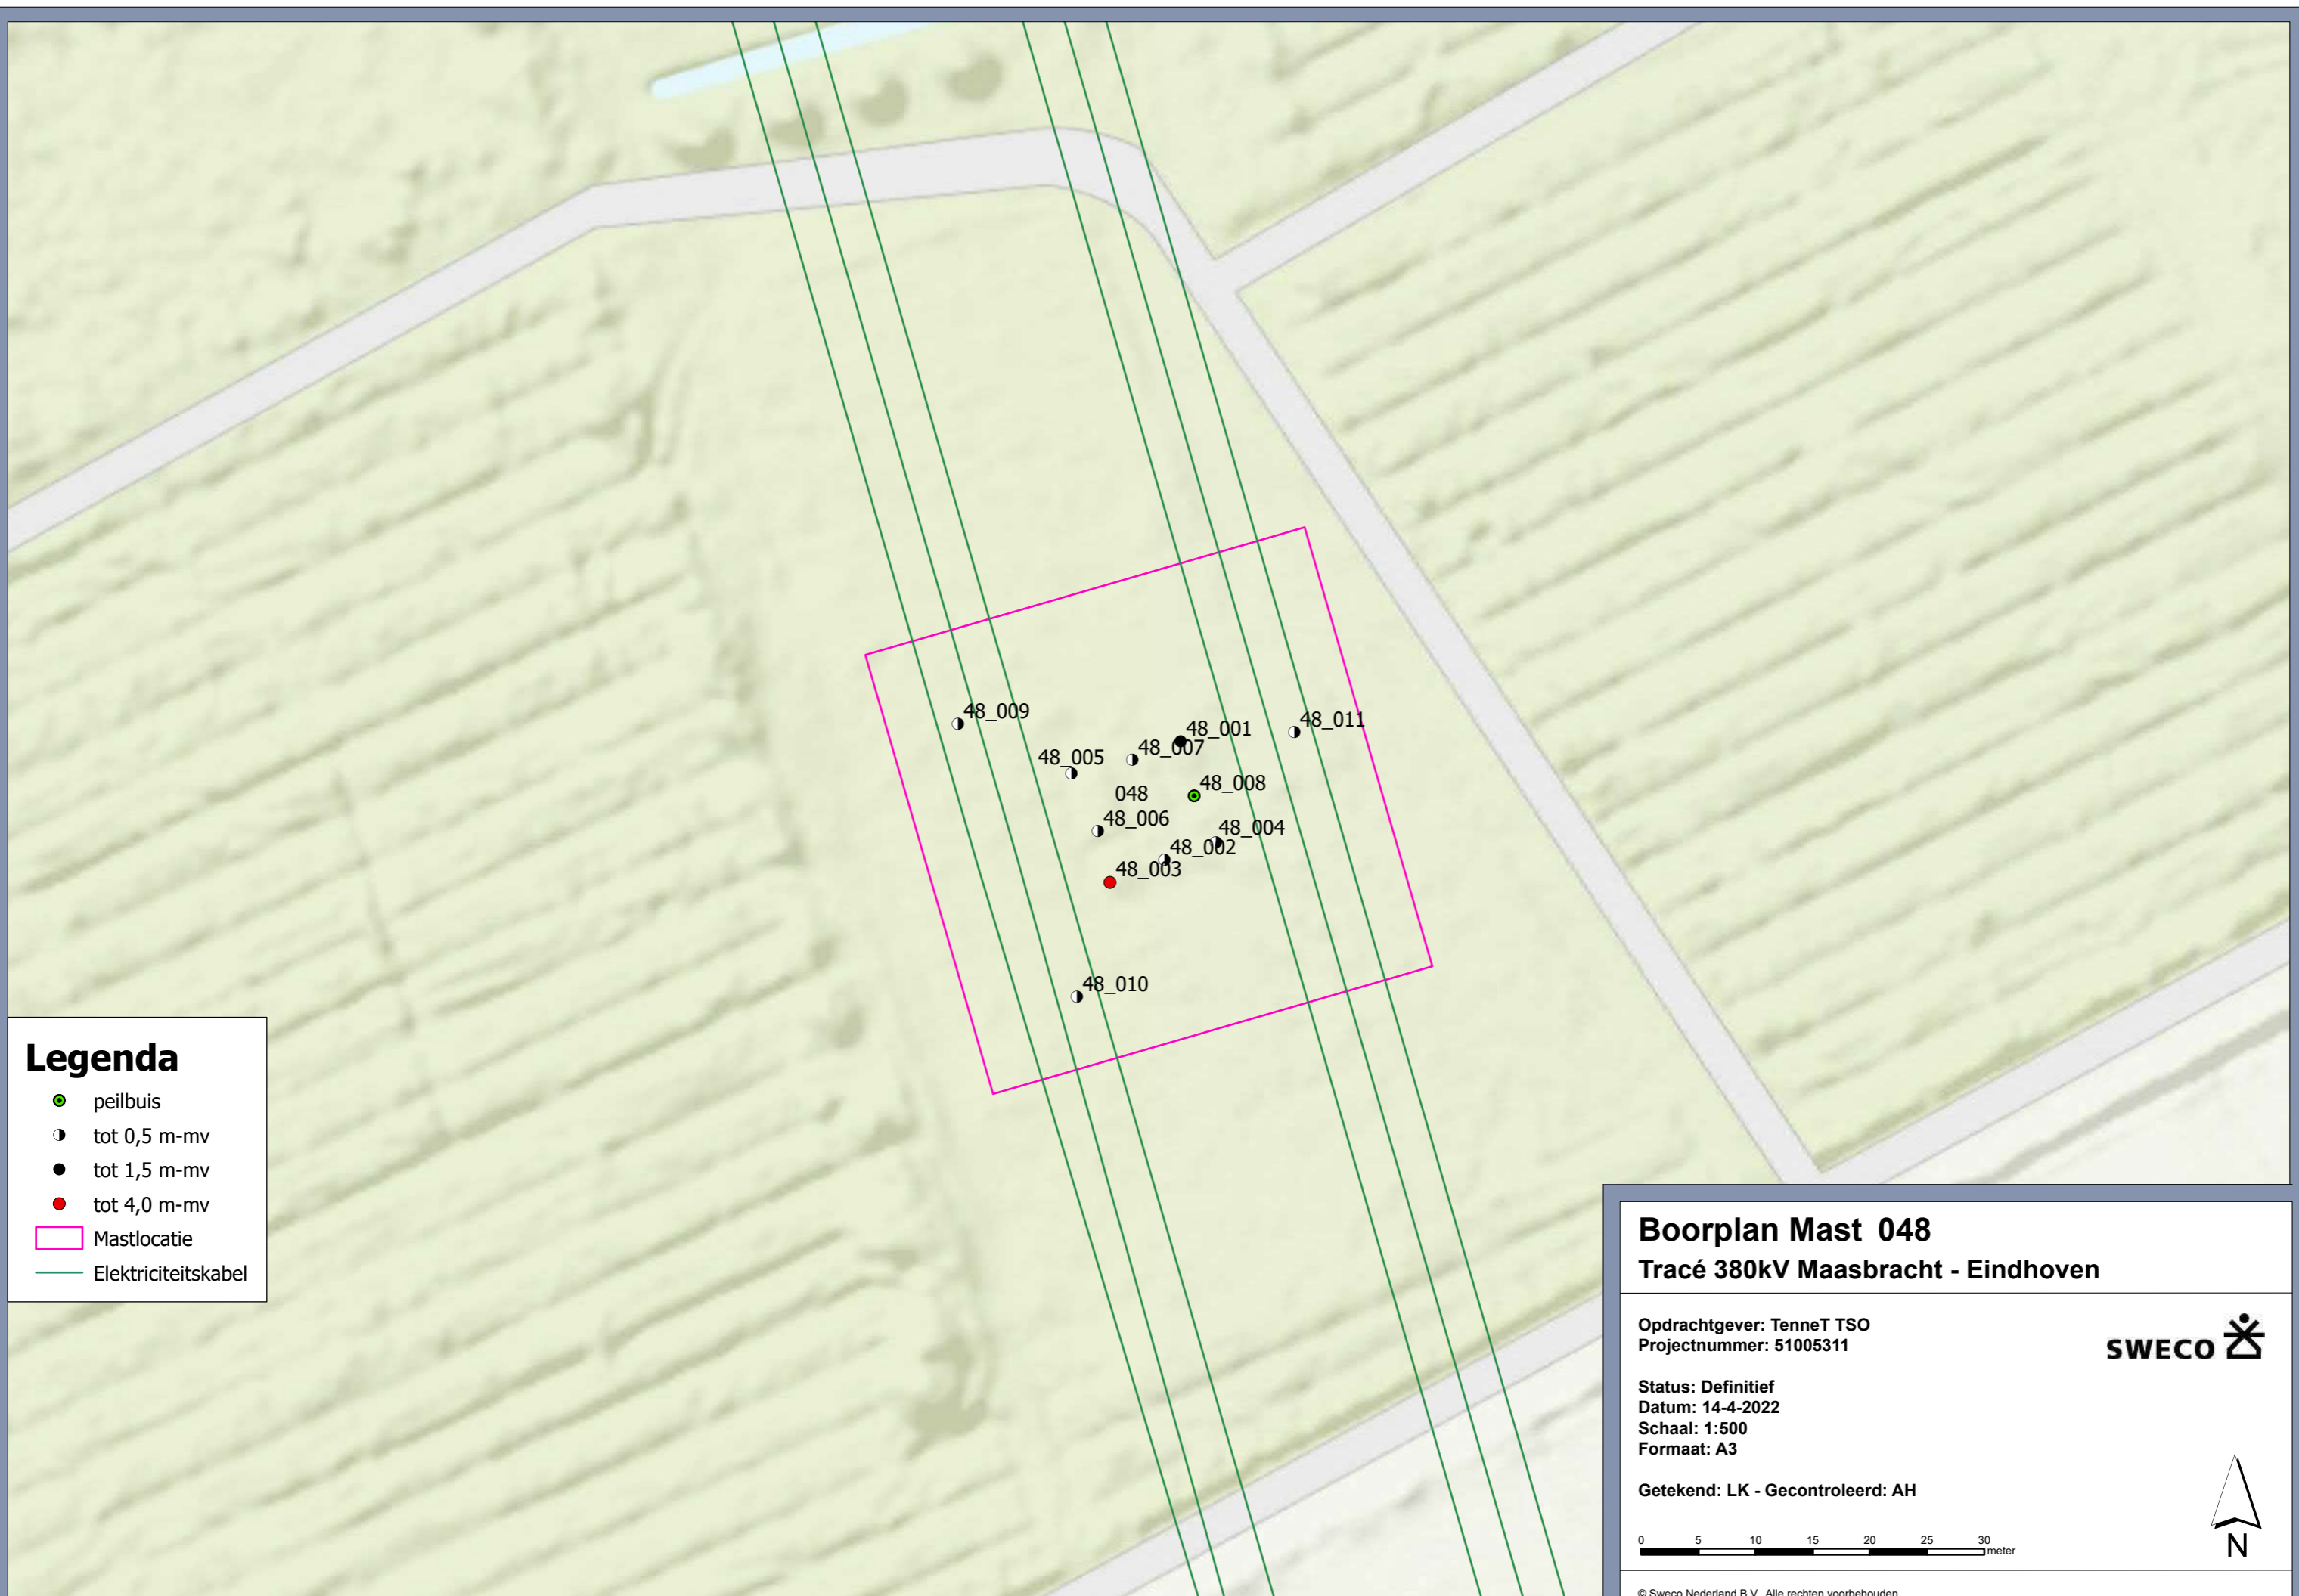 48_009
48_001
48_011
48_007
48_005
48_008
048
48_006
48_004
48_002
48_003
48_010
Legenda
peilbuis
tot 0,5 m-mv
tot 1,5 m-mv
tot 4,0 m-mv
Mastlocatie
Elektriciteitskabel
Boorplan Mast 048
Tracé 380kV Maasbracht - Eindhoven
Opdrachtgever: TenneT TSO
Projectnummer: 51005311
SWECO
Status: Definitief
Datum: 14-4-2022
Schaal: 1:500
Formaat: A3
Getekend: LK - Gecontroleerd: AH
0 5 10 15 20 25 30
meter
N
© Sweco Nederland B.V. Alle rechten voorbehouden